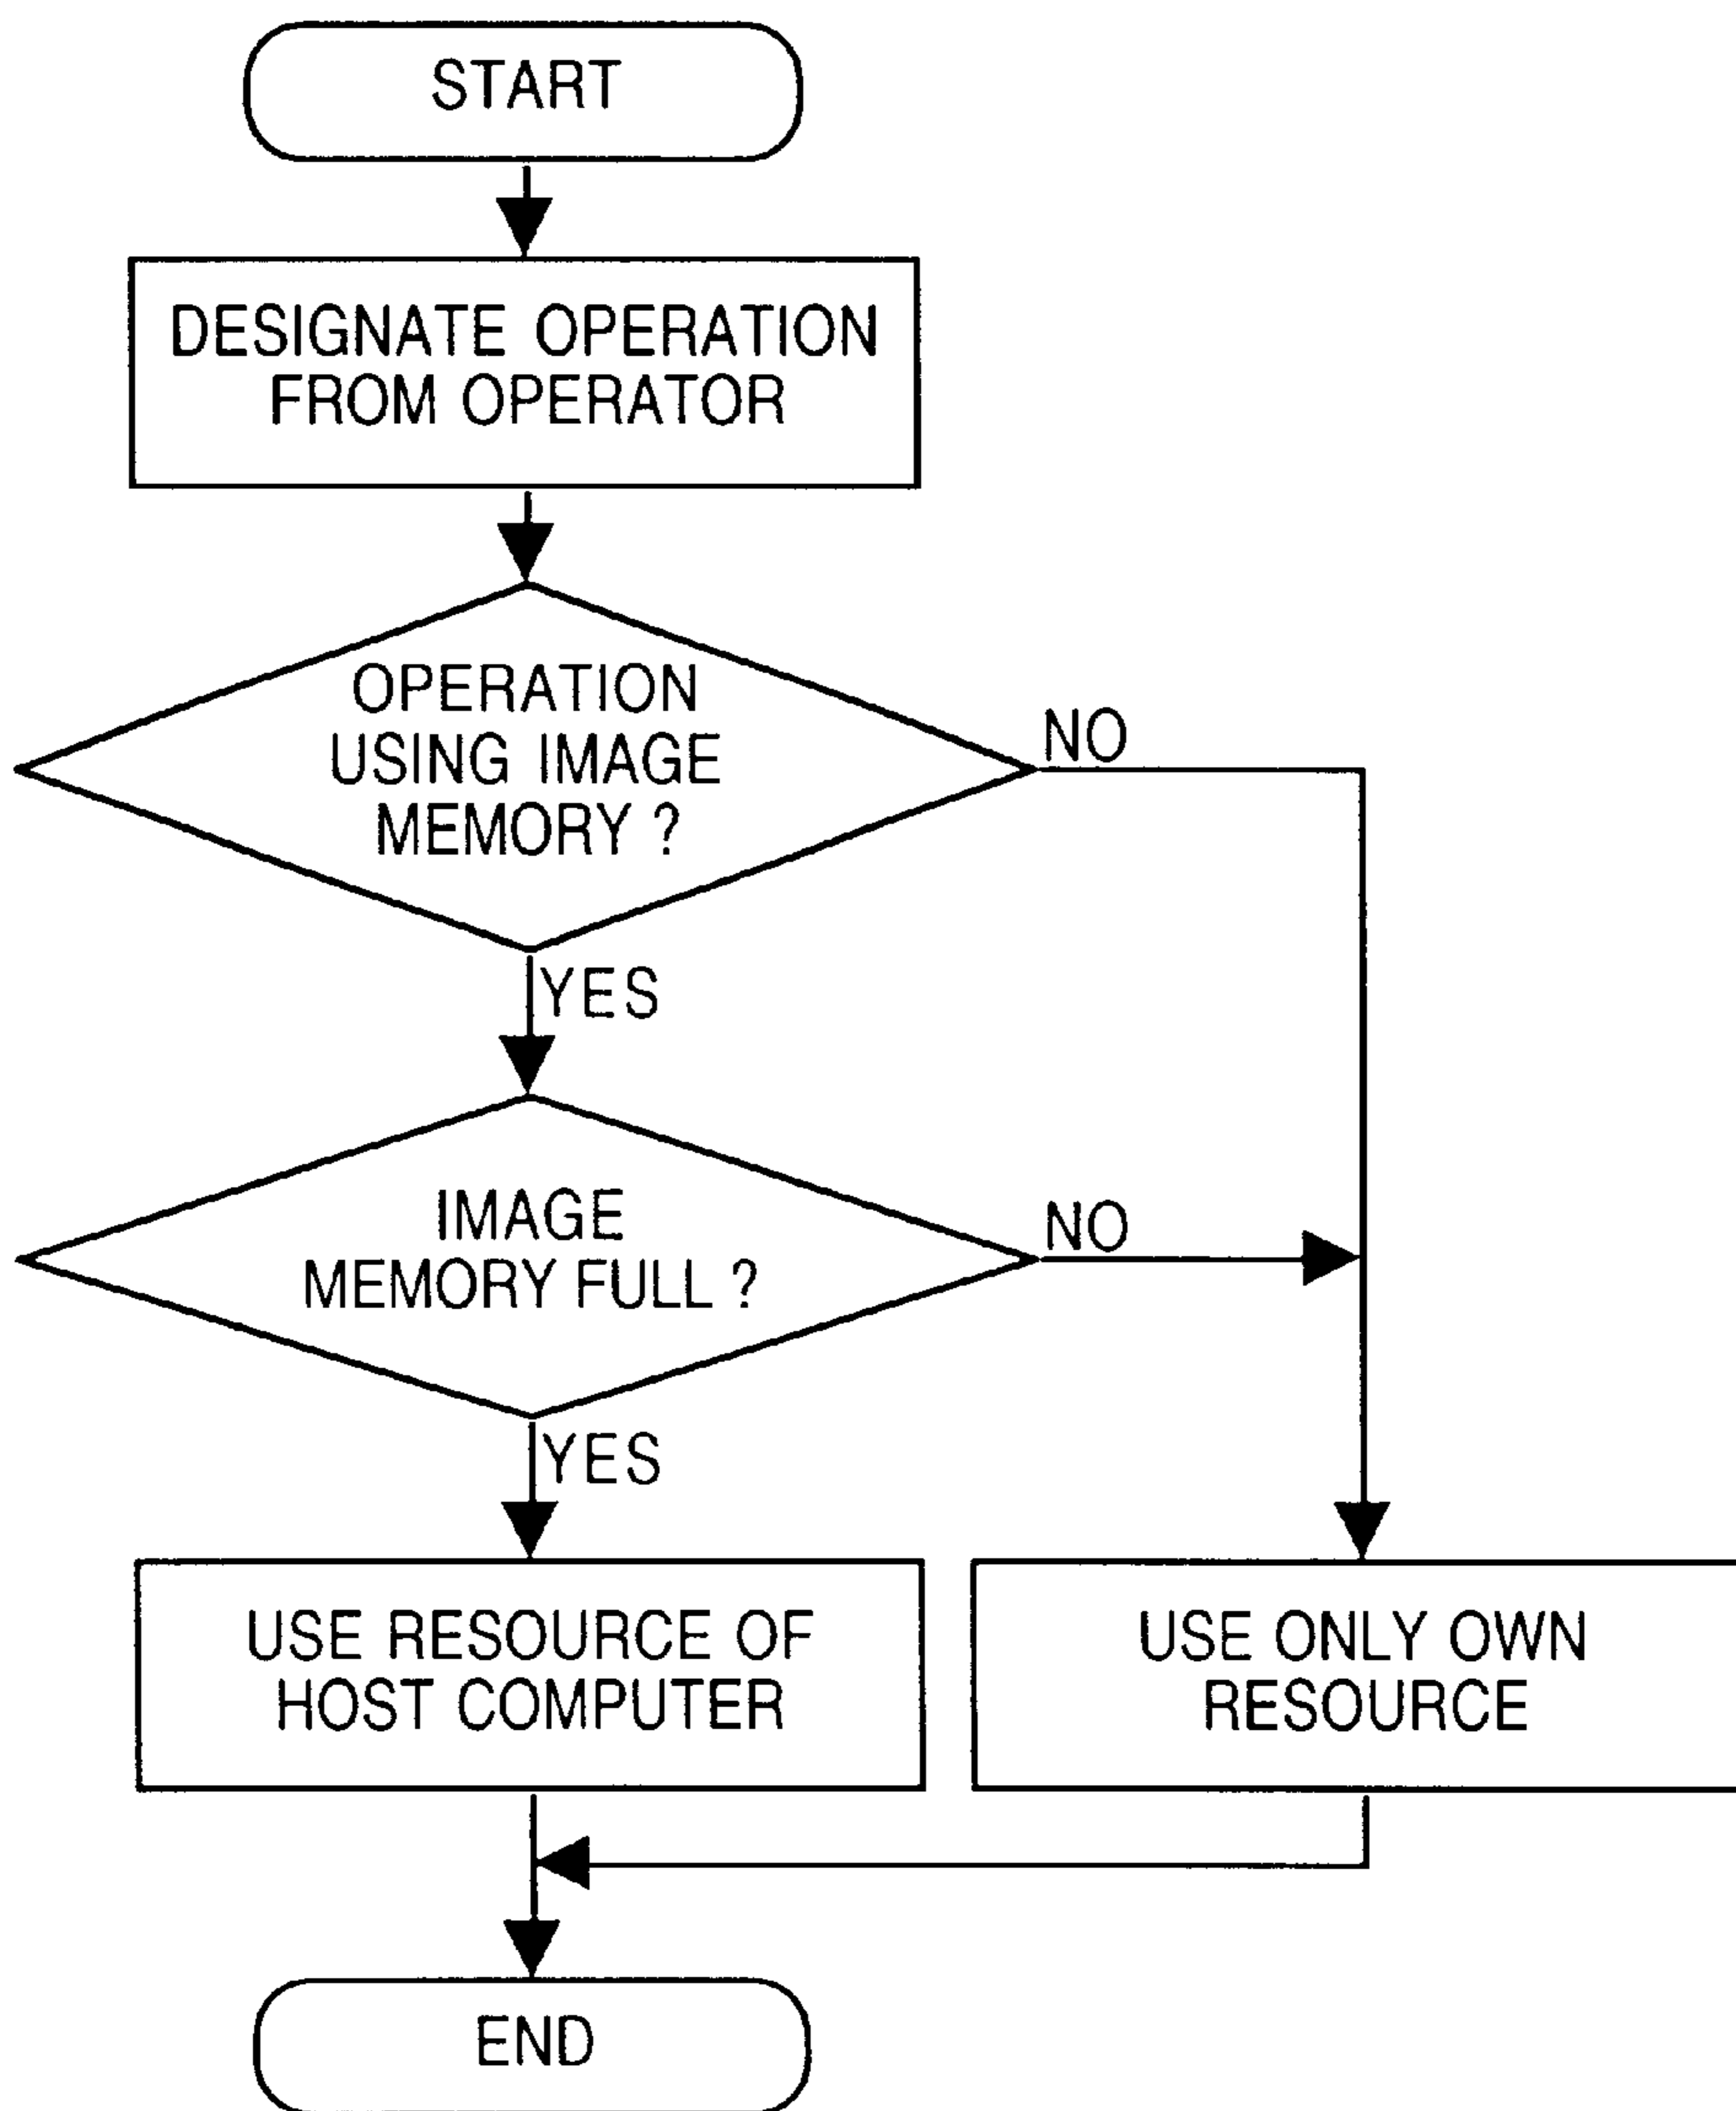 START
DESIGNATE OPERATION
FROM OPERATOR
OPERATION
USING IMAGE
MEMORY ?
NO
YES
IMAGE
MEMORY FULL ?
NO
YES
USE RESOURCE OF
HOST COMPUTER
USE ONLY OWN
RESOURCE
END